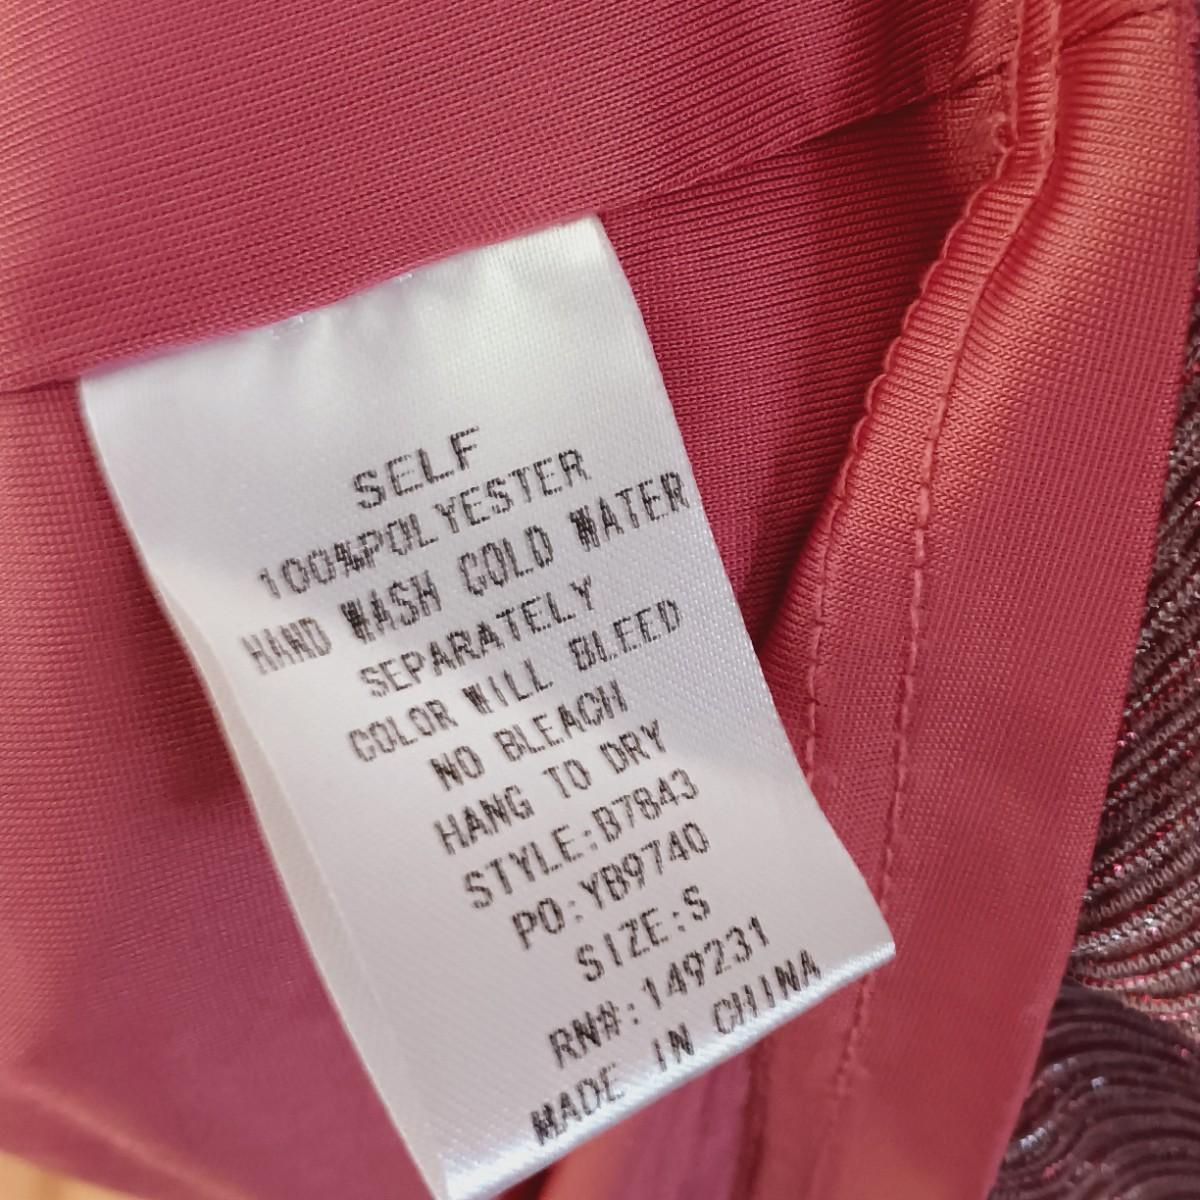 SELF
100%POLYESTER
HAND WASH COLD WATER
SEPARATELY
COLOR WILL BLEED
NO BLEACH
HANG TO DRY
STYLE:B7843
PO:YB9740
SIZE:S
RN#:149231
MADE IN CHINA